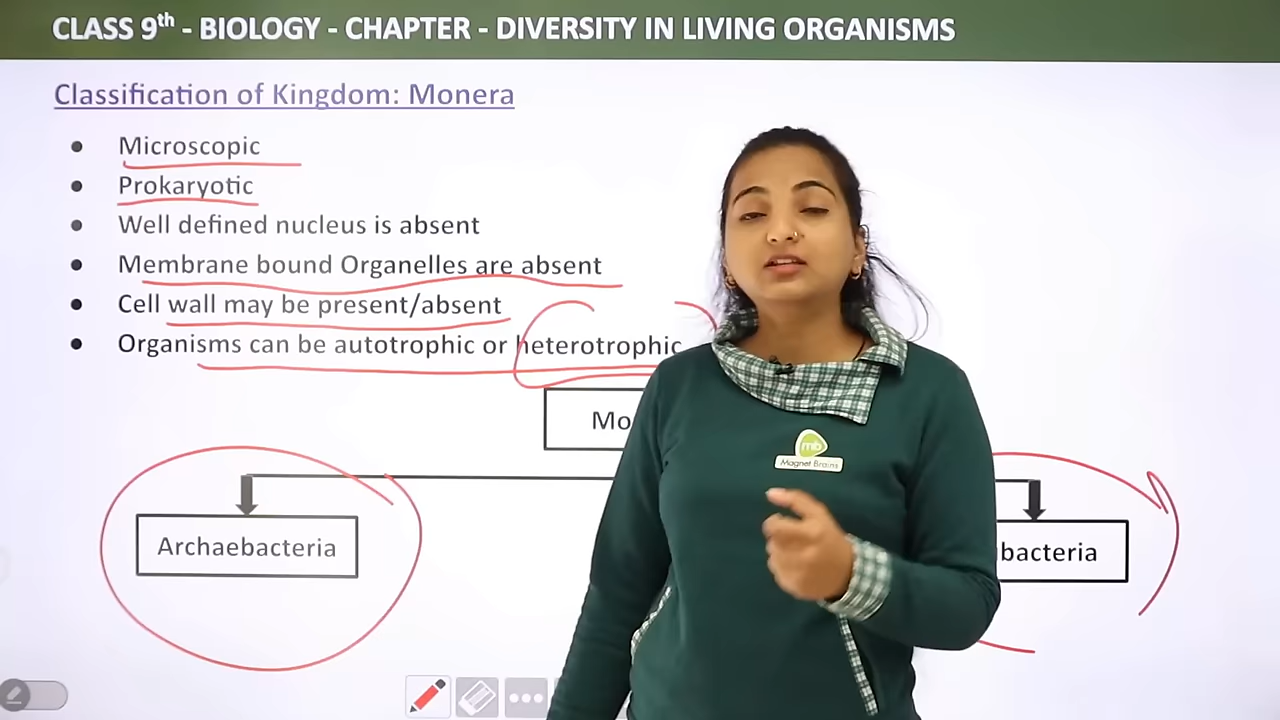 CLASS 9th - BIOLOGY - CHAPTER - DIVERSITY IN LIVING ORGANISMS
Classification of Kingdom: Monera
• Microscopic
• Prokaryotic
• Well defined nucleus is absent
• Membrane bound Organelles are absent
• Cell wall may be present/absent
• Organisms can be autotrophic or heterotrophic
Mo
mb
Magnet Brains
Archaebacteria
bacteria